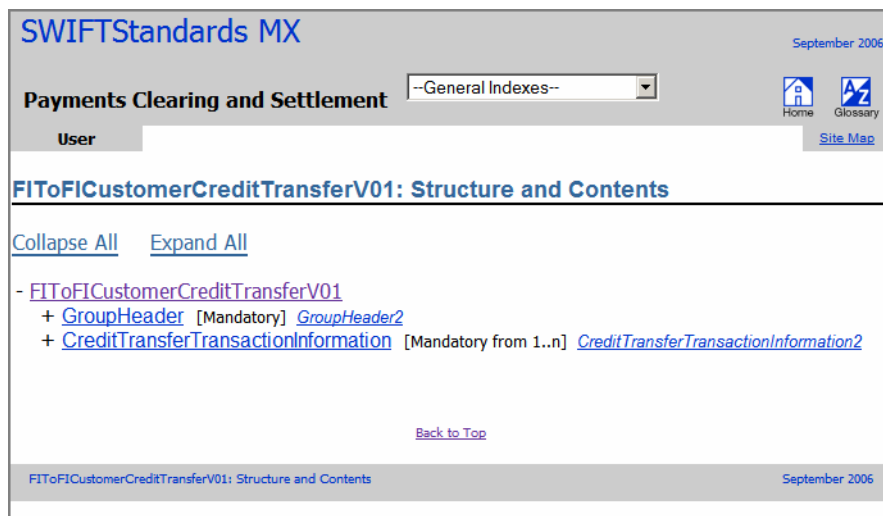 SWIFTStandards MX
September 2006
Payments Clearing and Settlement
--General Indexes--
Home
A Z
Glossary
User
Site Map
FIToFICustomerCreditTransferV01: Structure and Contents
Collapse All Expand All
- FIToFICustomerCreditTransferV01
+ GroupHeader [Mandatory] GroupHeader2
+ CreditTransferTransactionInformation [Mandatory from 1..n] CreditTransferTransactionInformation2
Back to Top
FIToFICustomerCreditTransferV01: Structure and Contents
September 2006